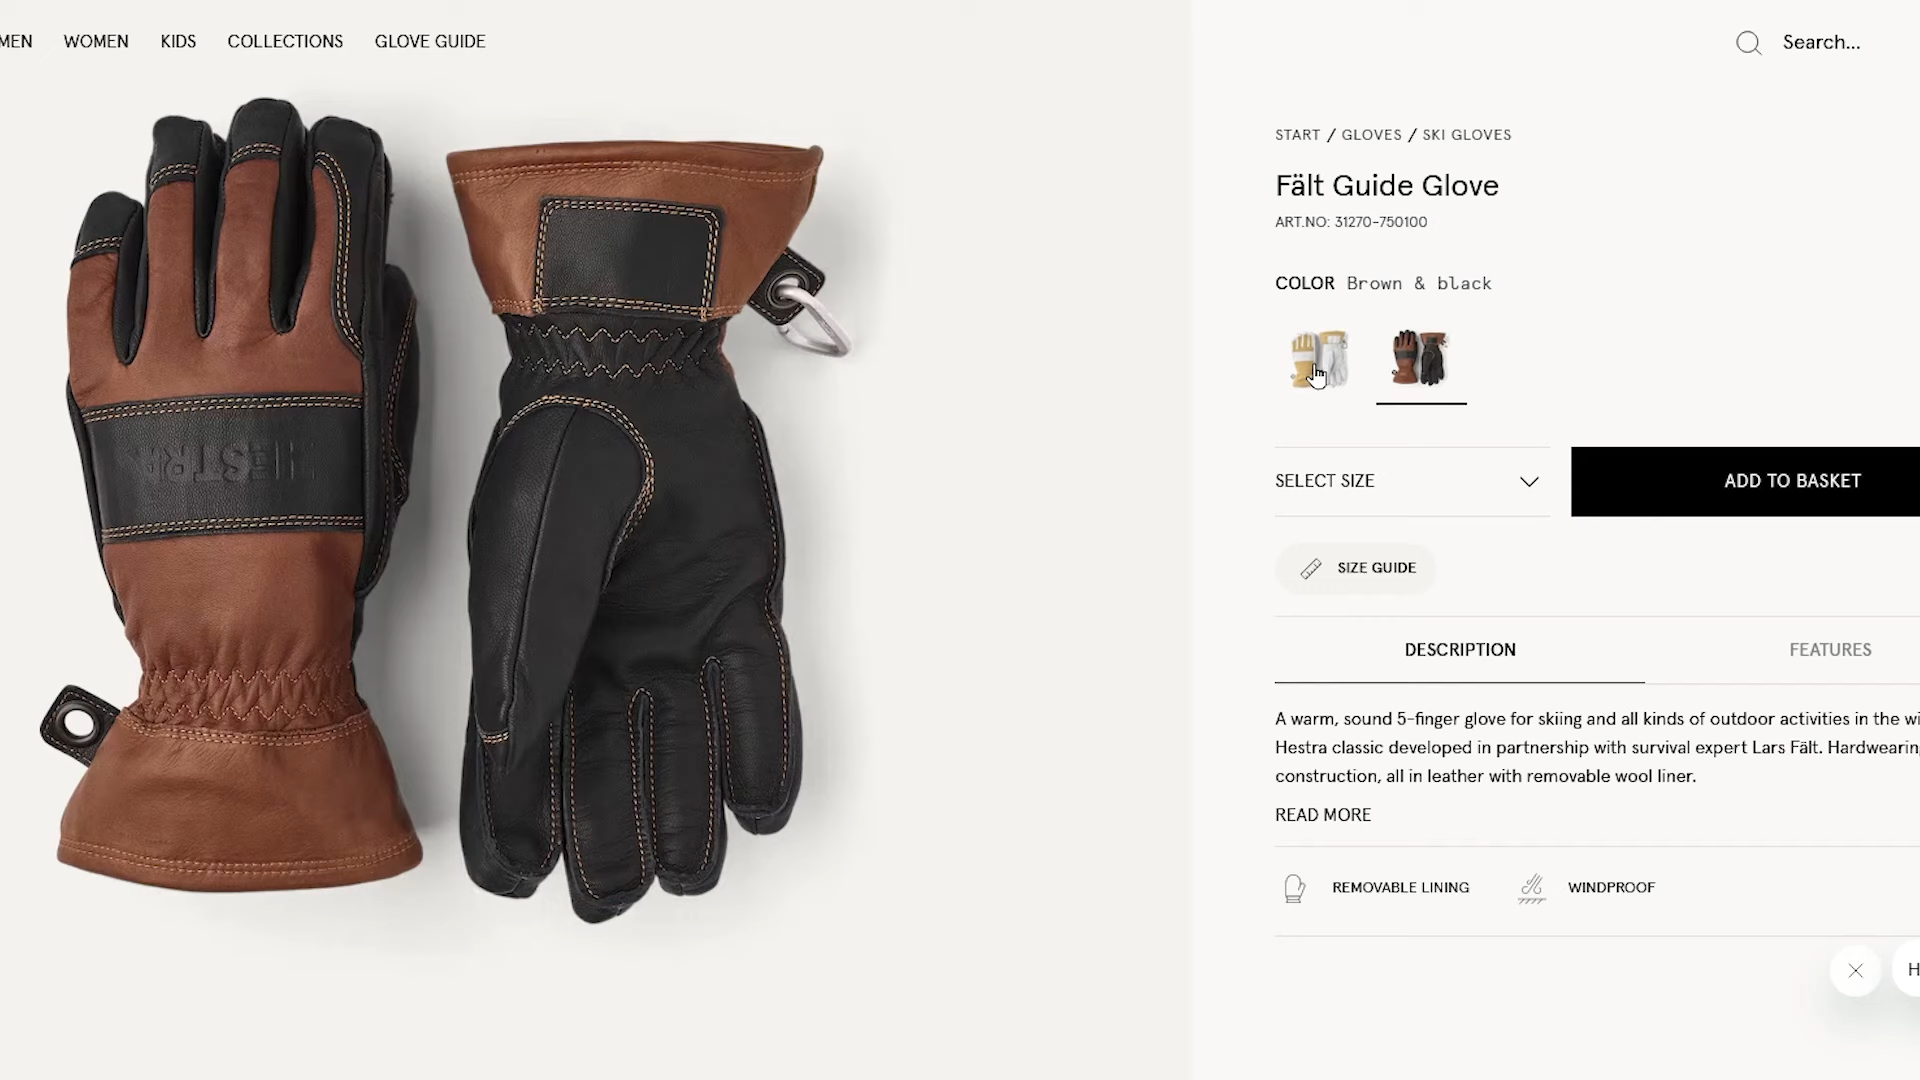 MEN WOMEN KIDS COLLECTIONS GLOVE GUIDE
Search...
START / GLOVES / SKI GLOVES
Fält Guide Glove
ART.NO: 31270-750100
COLOR Brown & black
SELECT SIZE
ADD TO BASKET
SIZE GUIDE
DESCRIPTION
FEATURES
A warm, sound 5-finger glove for skiing and all kinds of outdoor activities in the
Hestra classic developed in partnership with survival expert Lars Fält.
construction, all in leather with removable wool liner.
READ MORE
REMOVABLE LINING
WINDPROOF
HESTRA